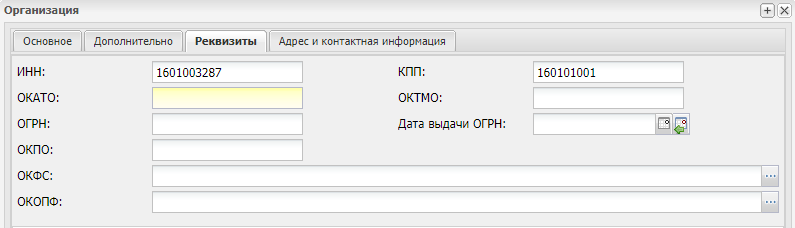 Организация
Основное Дополнительно Реквизиты Адрес и контактная информация
ИНН: 1601003287 КПП: 160101001
ОКАТО: ОКТМО:
ОГРН: Дата выдачи ОГРН:
ОКПО:
ОКФС: ...
ОКОПФ: ...